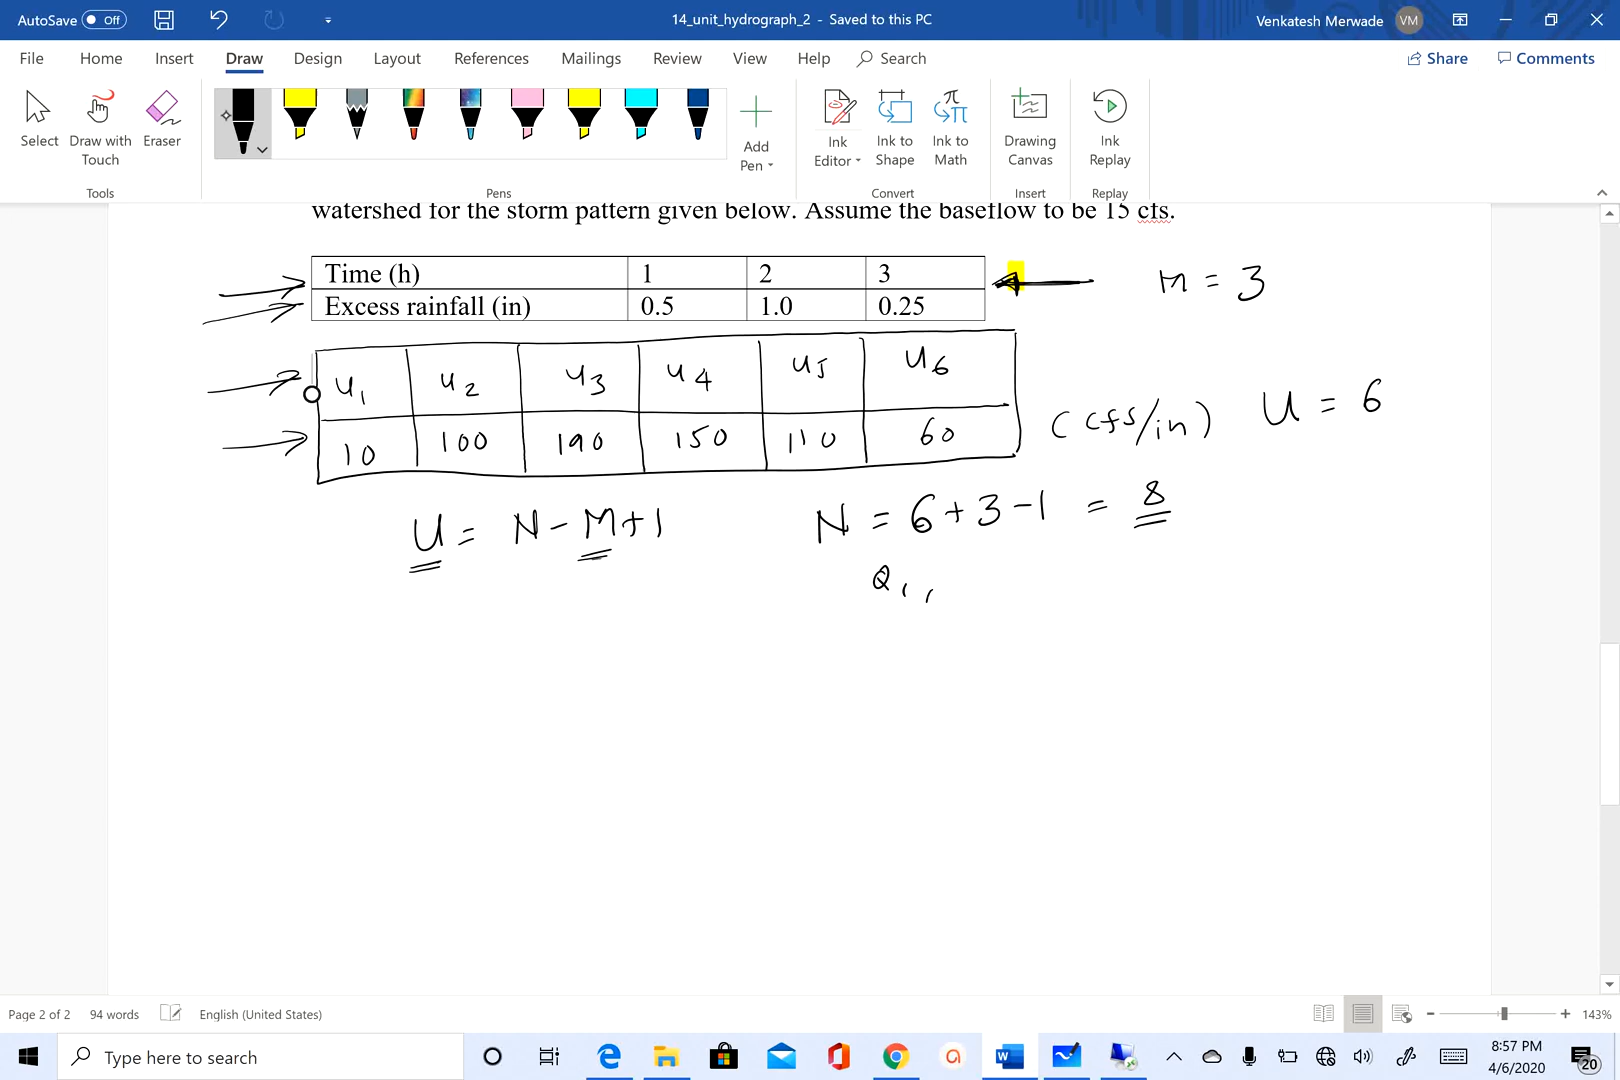 AutoSave Off 14_unit_hydrograph_2 - Saved to this PC Venkatesh Merwade VM
File Home Insert Draw Design Layout References Mailings Review View Help Search Share Comments
Select Draw with Touch Eraser Add Pen Ink Editor Ink to Shape Ink to Math Drawing Canvas Ink Replay
Tools Pens Convert Insert Replay
watershed for the storm pattern given below. Assume the baseflow to be 15 cfs.
Time (h) 1 2 3
M = 3
Excess rainfall (in) 0.5 1.0 0.25
U1 U2 U3 U4 U5 U6
10 100 190 150 110 60 (cfs/in) U = 6
U = N - M + 1 N = 6 + 3 - 1 = 8
Q1,
Page 2 of 2 94 words English (United States) 143%
Type here to search 8:57 PM
4/6/2020 20